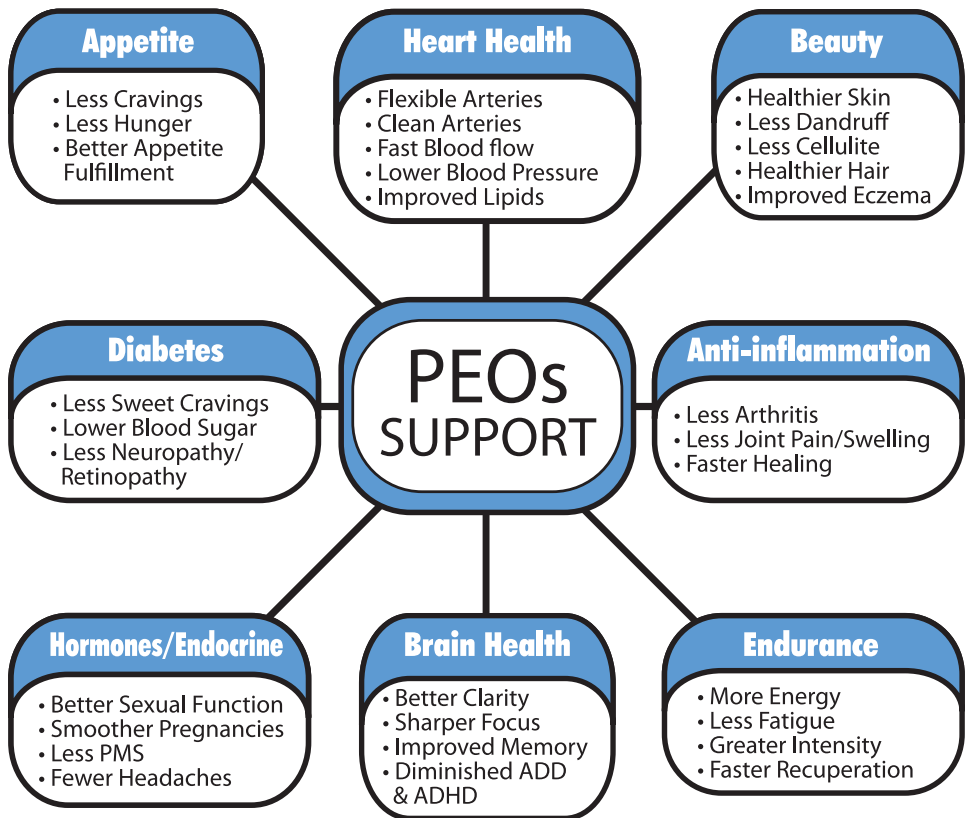 Appetite
• Less Cravings
• Less Hunger
• Better Appetite
Fulfillment
Heart Health
• Flexible Arteries
• Clean Arteries
• Fast Blood flow
• Lower Blood Pressure
• Improved Lipids
Beauty
• Healthier Skin
• Less Dandruff
• Less Cellulite
• Healthier Hair
• Improved Eczema
Diabetes
• Less Sweet Cravings
• Lower Blood Sugar
• Less Neuropathy/
Retinopathy
PEOs
SUPPORT
Anti-inflammation
• Less Arthritis
• Less Joint Pain/Swelling
• Faster Healing
Hormones/Endocrine
• Better Sexual Function
• Smoother Pregnancies
• Less PMS
• Fewer Headaches
Brain Health
• Better Clarity
• Sharper Focus
• Improved Memory
• Diminished ADD
& ADHD
Endurance
• More Energy
• Less Fatigue
• Greater Intensity
• Faster Recuperation